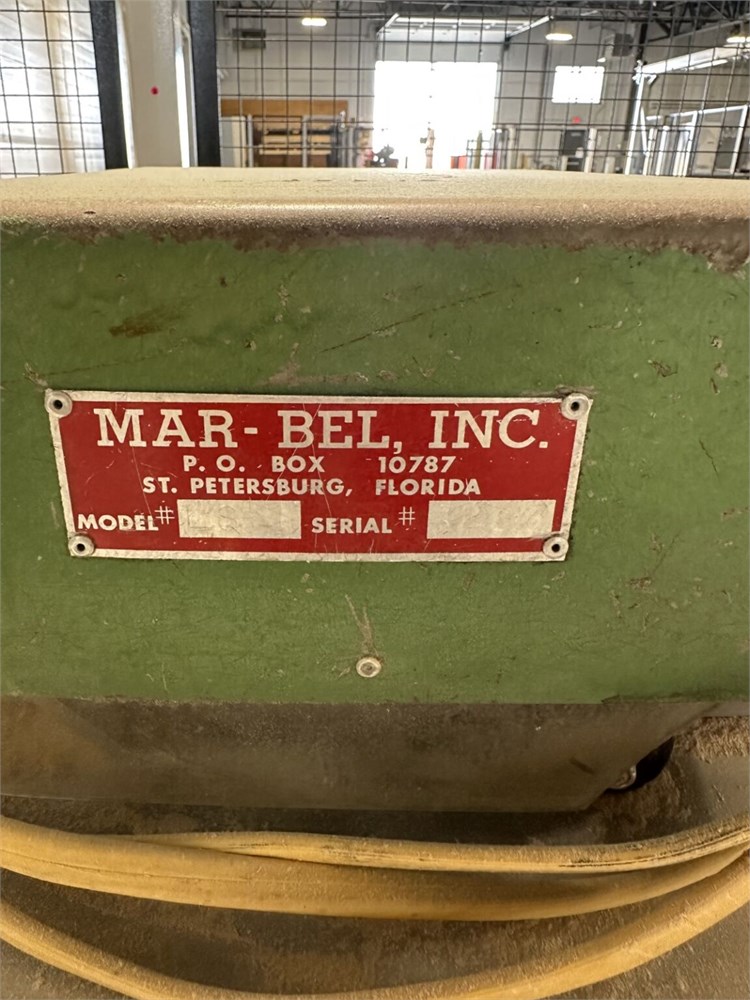 MAR-BEL, INC.
P. O. BOX 10787
ST. PETERSBURG, FLORIDA
MODEL# SERIAL #